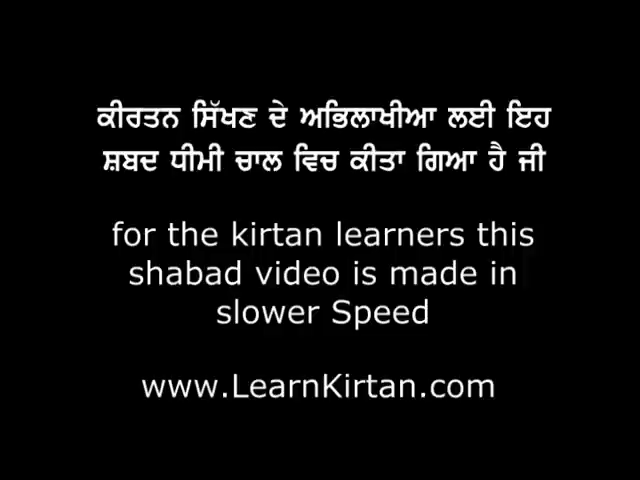 ਕੀਰਤਨ ਸਿੱਖਣ ਦੇ ਅਭਿਲਾਖੀਆ ਲਈ ਇਹ
ਸ਼ਬਦ ਧੀਮੀ ਚਾਲ ਵਿਚ ਕੀਤਾ ਗਿਆ ਹੈ ਜੀ
for the kirtan learners this
shabad video is made in
slower Speed
www.LearnKirtan.com